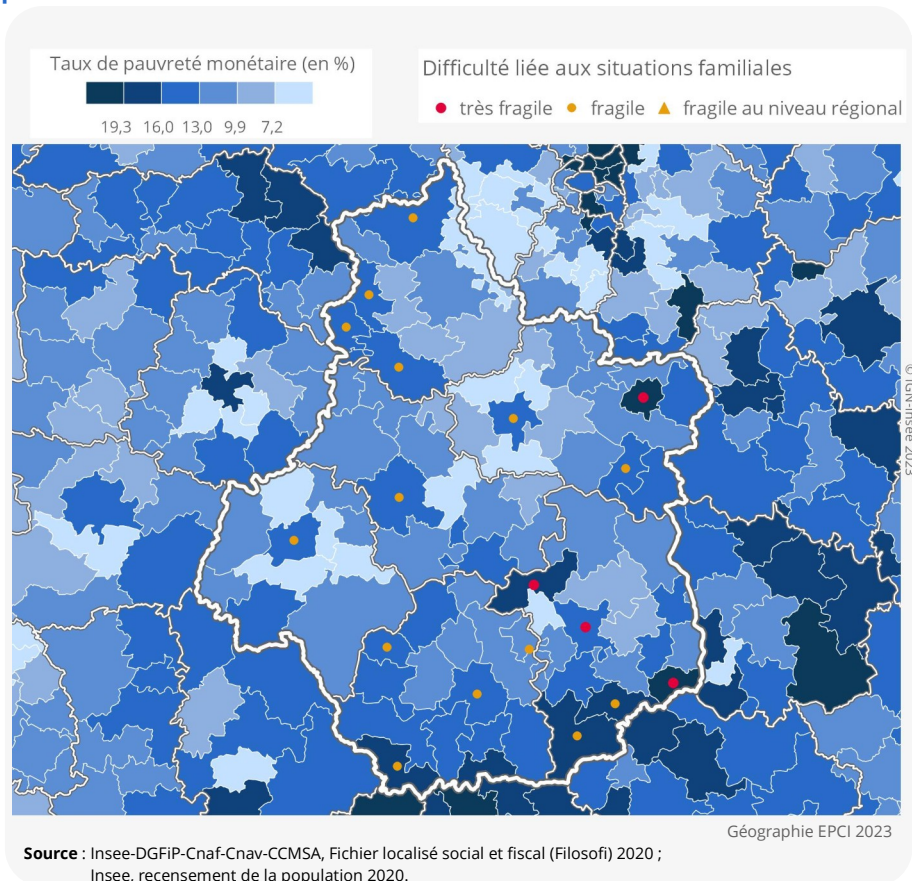 Taux de pauvreté monétaire (en %)
19,3 16,0 13,0 9,9 7,2
Difficulté liée aux situations familiales
très fragile fragile fragile au niveau régional
© IGN-Insee 2023
Géographie EPCI 2023
Source : Insee-DGFiP-Cnaf-Cnav-CCMSA, Fichier localisé social et fiscal (Filosofi) 2020 ;
Insee, recensement de la population 2020.